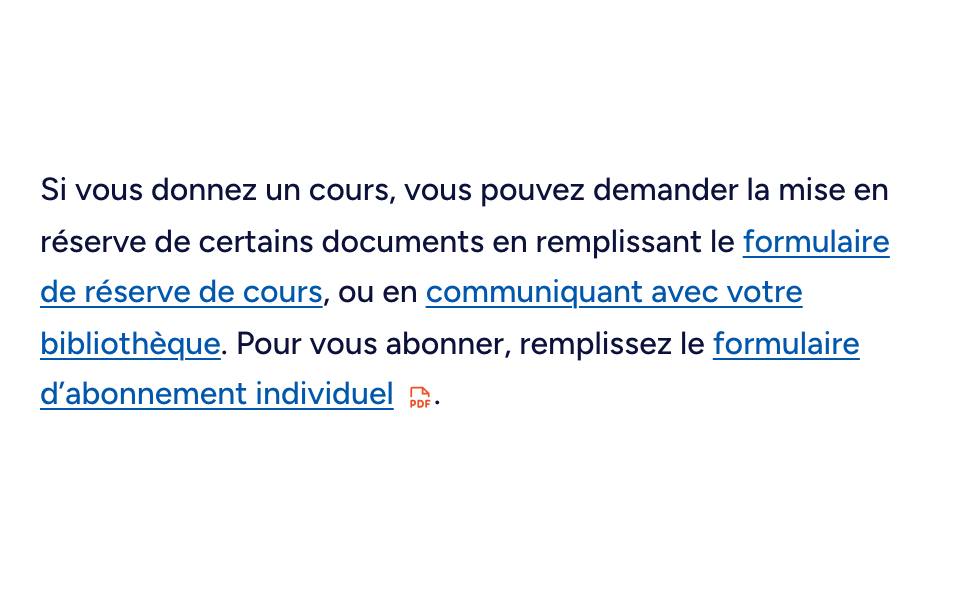 Si vous donnez un cours, vous pouvez demander la mise en
réserve de certains documents en remplissant le formulaire
de réserve de cours, ou en communiquant avec votre
bibliothèque. Pour vous abonner, remplissez le formulaire
d’abonnement individuel PDF.